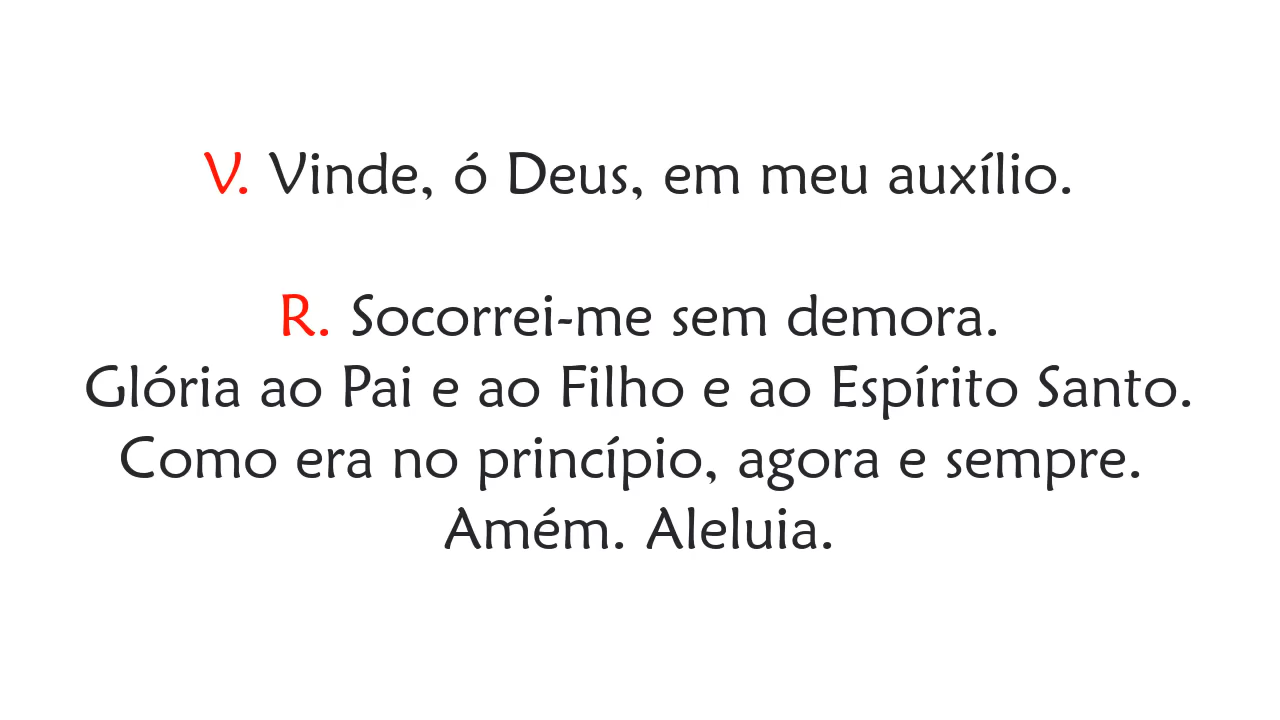 V. Vinde, ó Deus, em meu auxílio.
R. Socorrei-me sem demora.
Glória ao Pai e ao Filho e ao Espírito Santo.
Como era no princípio, agora e sempre.
Amém. Aleluia.